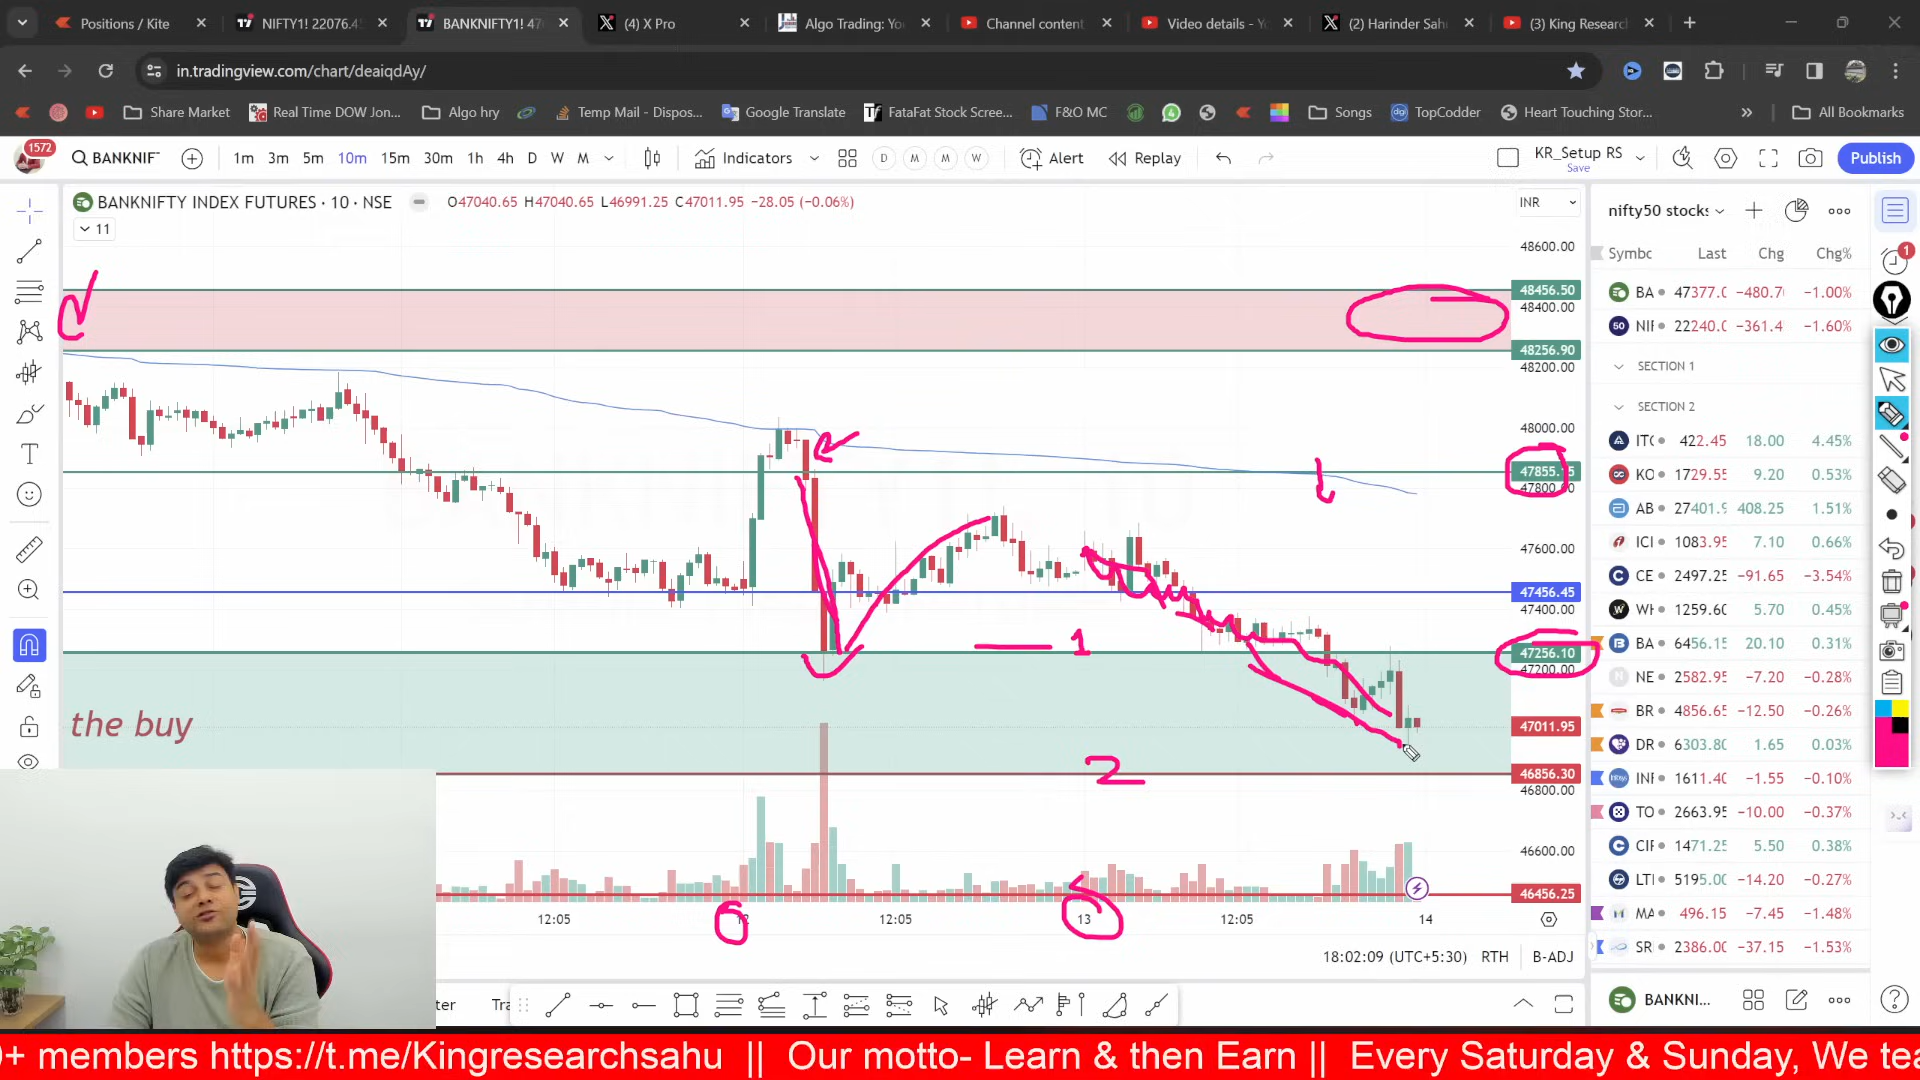 Positions / Kite
NIFTY1! 22076.4
BANKNIFTY1! 47
(4) X Pro
Algo Trading: Yo
Channel content
Video details - Y
(2) Harinder Sah
(3) King Researc
in.tradingview.com/chart/deaiqdAy/
Share Market
Real Time DOW Jon...
Algo hry
Temp Mail - Dispos...
Google Translate
FataFat Stock Scree...
F&O MC
Songs
TopCodder
Heart Touching Stor...
» All Bookmarks
1572
BANKNIF
1m 3m 5m 10m 15m 30m 1h 4h D W M
Indicators
D M M W
Alert
Replay
KR_Setup RS
Save
Publish
BANKNIFTY INDEX FUTURES · 10 · NSE
O47040.65 H47040.65 L46991.25 C47011.95 −28.05 (−0.06%)
11
INR
48600.00
48456.50
48400.00
48256.90
48200.00
48000.00
47855.
47600.00
47456.45
47400.00
1
47256.10
47200.00
the buy
47011.95
2
46856.30
46800.00
46600.00
46456.25
12:05 12:05 13 12:05 14
18:02:09 (UTC+5:30) RTH B-ADJ
ter Tra
nifty50 stocks
Symbc Last Chg Chg%
BA 47377.0 −480.7 −1.00%
NIF 22240.0 −361.4 −1.60%
SECTION 1
SECTION 2
ITC 422.45 18.00 4.45%
KO 1729.55 9.20 0.53%
AB 27401.9 408.25 1.51%
ICI 1083.95 7.10 0.66%
CE 2497.25 −91.65 −3.54%
WH 1259.60 5.70 0.45%
BA 6456.15 20.10 0.31%
NE 2582.95 −7.20 −0.28%
BR 4856.65 −12.50 −0.26%
DR 6303.80 1.65 0.03%
INF 1611.40 −1.55 −0.10%
TO 2663.95 −10.00 −0.37%
CIF 1471.25 5.50 0.38%
LTI 5195.00 −14.20 −0.27%
MA 496.15 −7.45 −1.48%
SR 2386.00 −37.15 −1.53%
BANKNI...
1
0+ members https://t.me/Kingresearchsahu || Our motto- Learn & then Earn || Every Saturday & Sunday, We tea